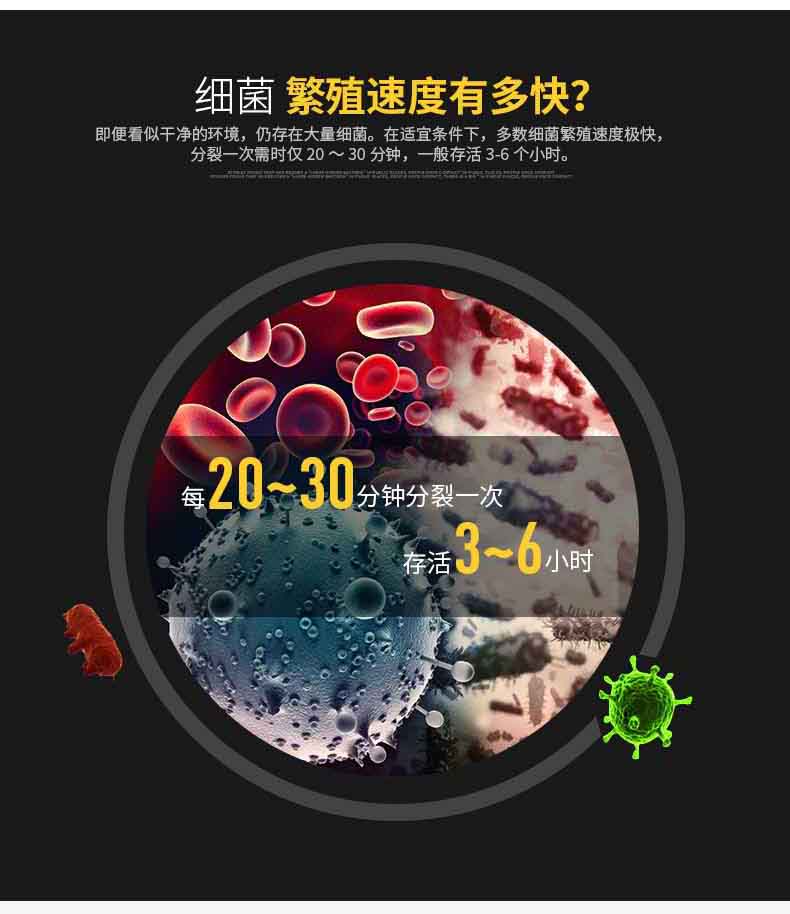 细菌 繁殖速度有多快？
即便看似干净的环境，仍存在大量细菌。在适宜条件下，多数细菌繁殖速度极快，
分裂一次需时仅 20 ～ 30 分钟，一般存活 3-6 个小时。
每20~30分钟分裂一次
存活3~6小时